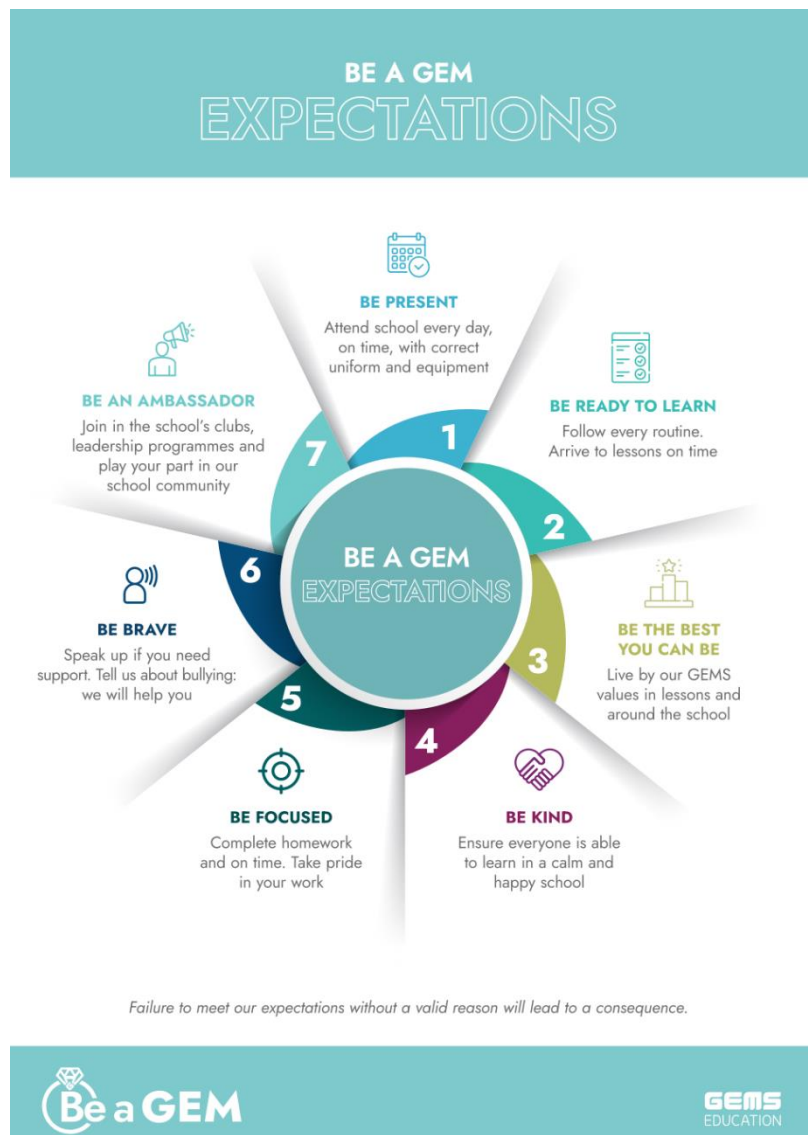 BE A GEM
EXPECTATIONS
BE PRESENT
Attend school every day,
on time, with correct
uniform and equipment
1
BE READY TO LEARN
Follow every routine.
Arrive to lessons on time
2
BE THE BEST
YOU CAN BE
Live by our GEMS
values in lessons and
around the school
3
BE KIND
Ensure everyone is able
to learn in a calm and
happy school
4
BE FOCUSED
Complete homework
and on time. Take pride
in your work
5
BE BRAVE
Speak up if you need
support. Tell us about bullying:
we will help you
6
BE AN AMBASSADOR
Join in the school's clubs,
leadership programmes and
play your part in our
school community
7
BE A GEM
EXPECTATIONS
Failure to meet our expectations without a valid reason will lead to a consequence.
Be a GEM
GEMS
EDUCATION